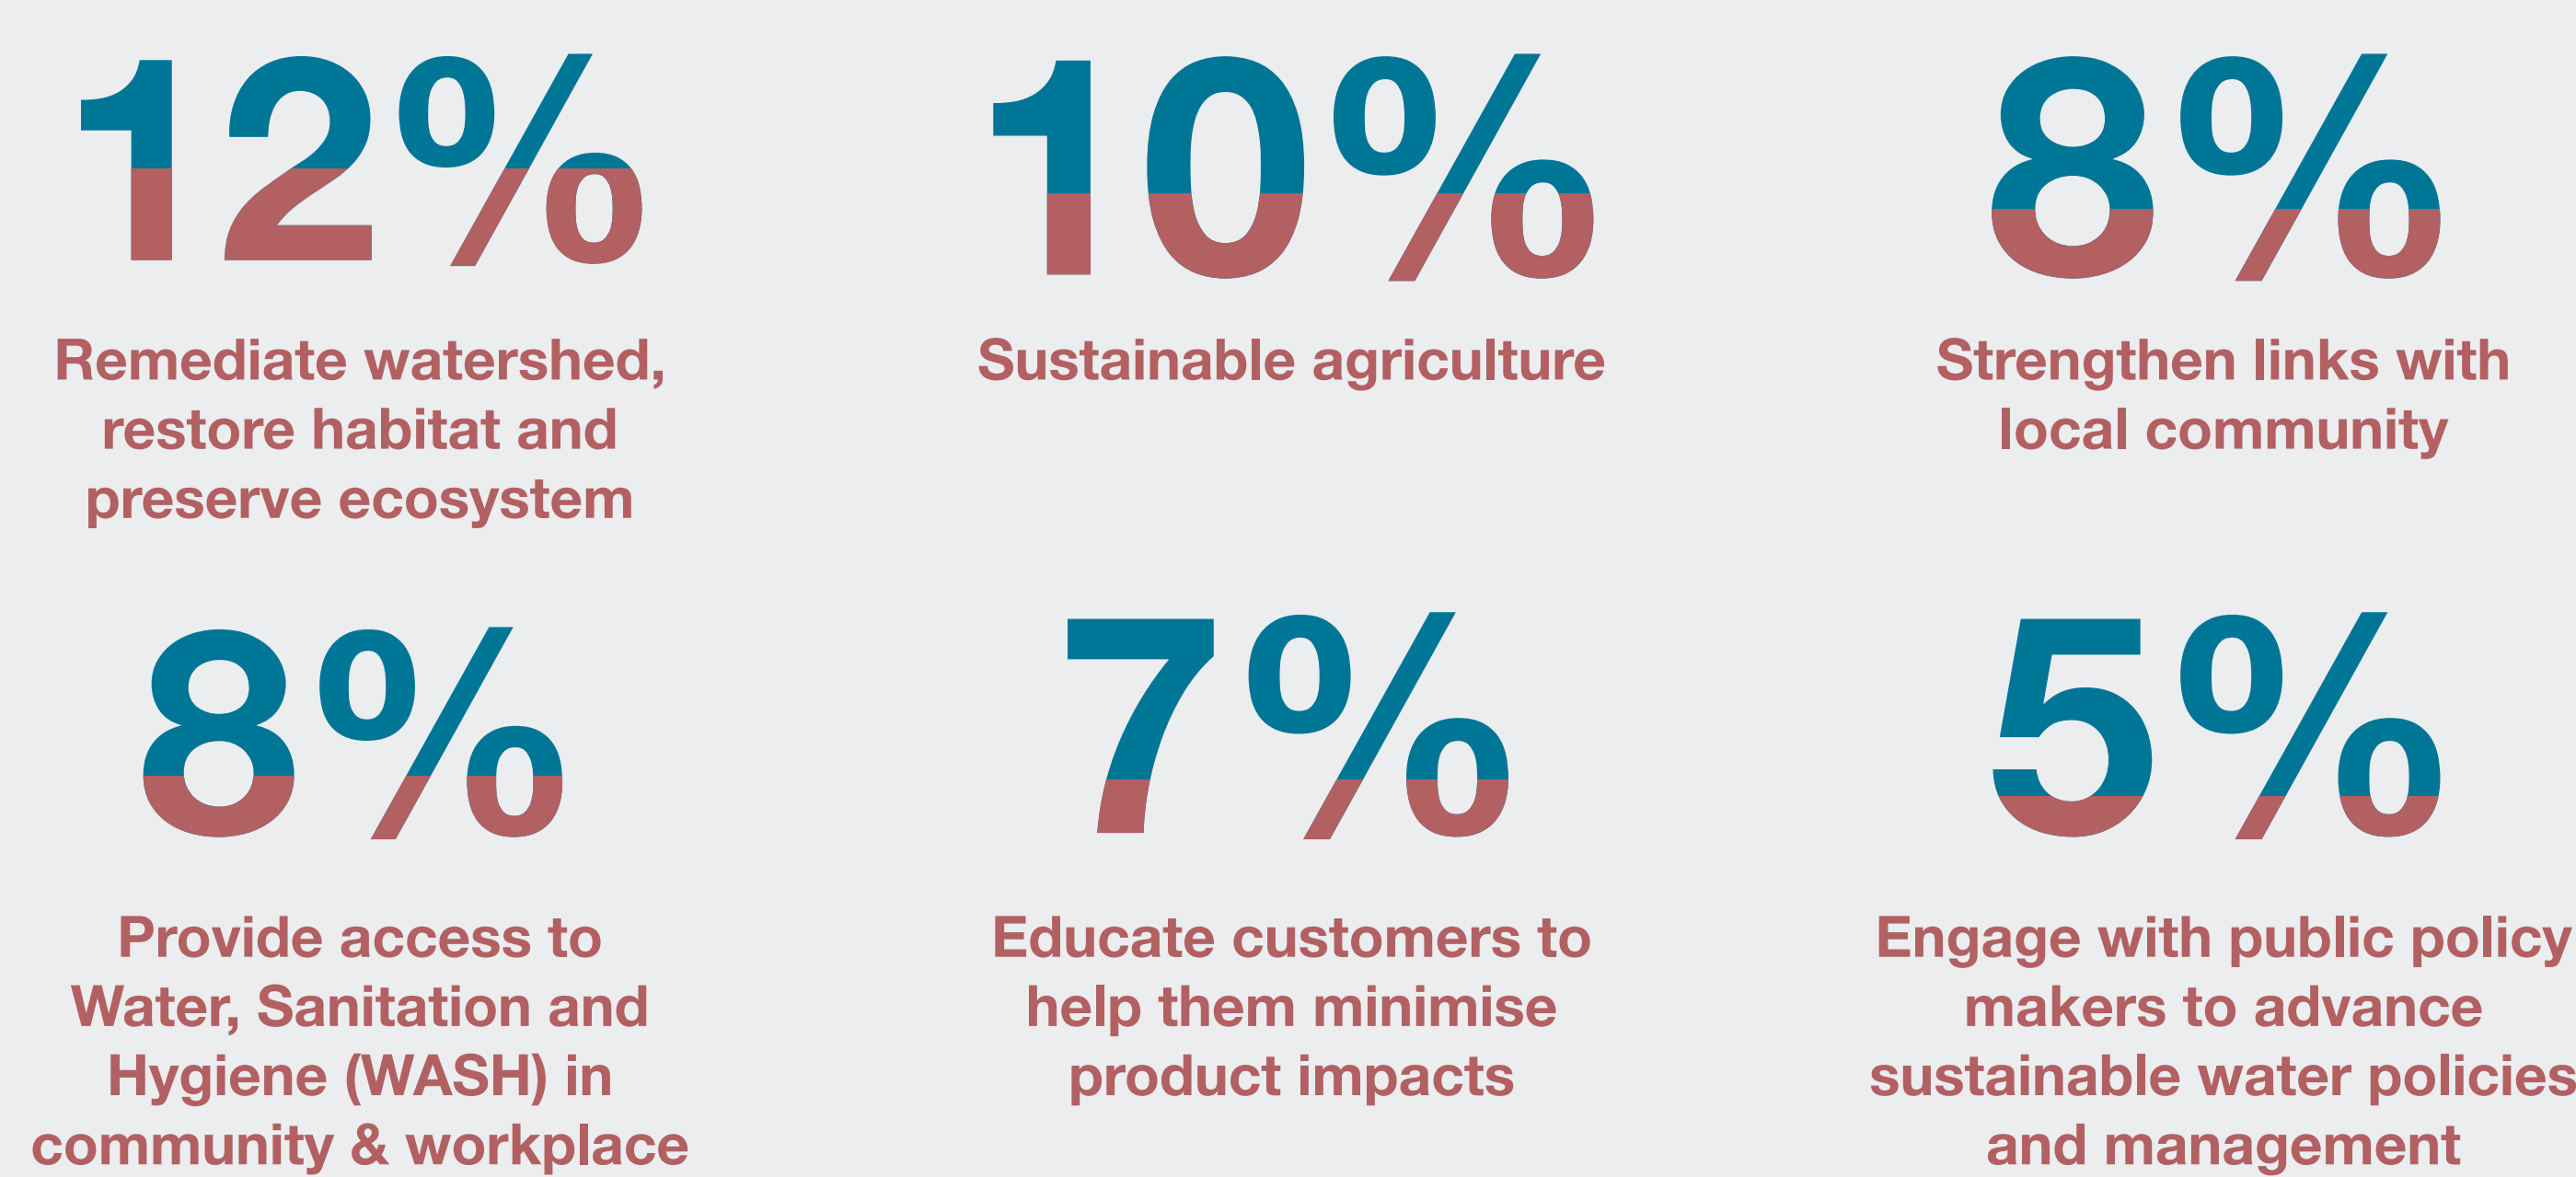 12%
Remediate watershed,
restore habitat and
preserve ecosystem
10%
Sustainable agriculture
8%
Strengthen links with
local community
8%
Provide access to
Water, Sanitation and
Hygiene (WASH) in
community & workplace
7%
Educate customers to
help them minimise
product impacts
5%
Engage with public policy
makers to advance
sustainable water policies
and management